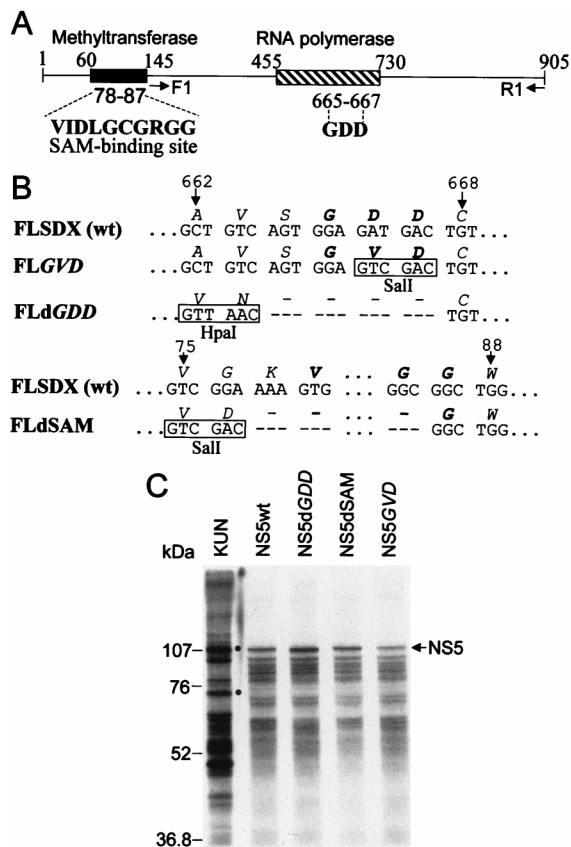 A
Methyltransferase RNA polymerase
1 60 145 455 730 905
78-87 F1 665-667 R1
VIDLGCGRGG GDD
SAM-binding site
B
662 668
A V S G D D C
FLSDX (wt) ...GCT GTC AGT GGA GAT GAC TGT...
A V S G V D C
FLGVD ...GCT GTC AGT GGA GTC GAC TGT...
SalI
V N - - - - C
FLdGDD ...GTT AAC --- --- --- --- TGT...
HpaI
75 88
V G K V G G W
FLSDX (wt) ...GTC GGA AAA GTG ... GGC GGC TGG...
V D - - - G W
FLdSAM ...GTC GAC --- --- ... --- GGC TGG...
SalI
C
kDa KUN NS5wt NS5dGDD NS5dSAM NS5GVD
107 NS5
76
52
36.8